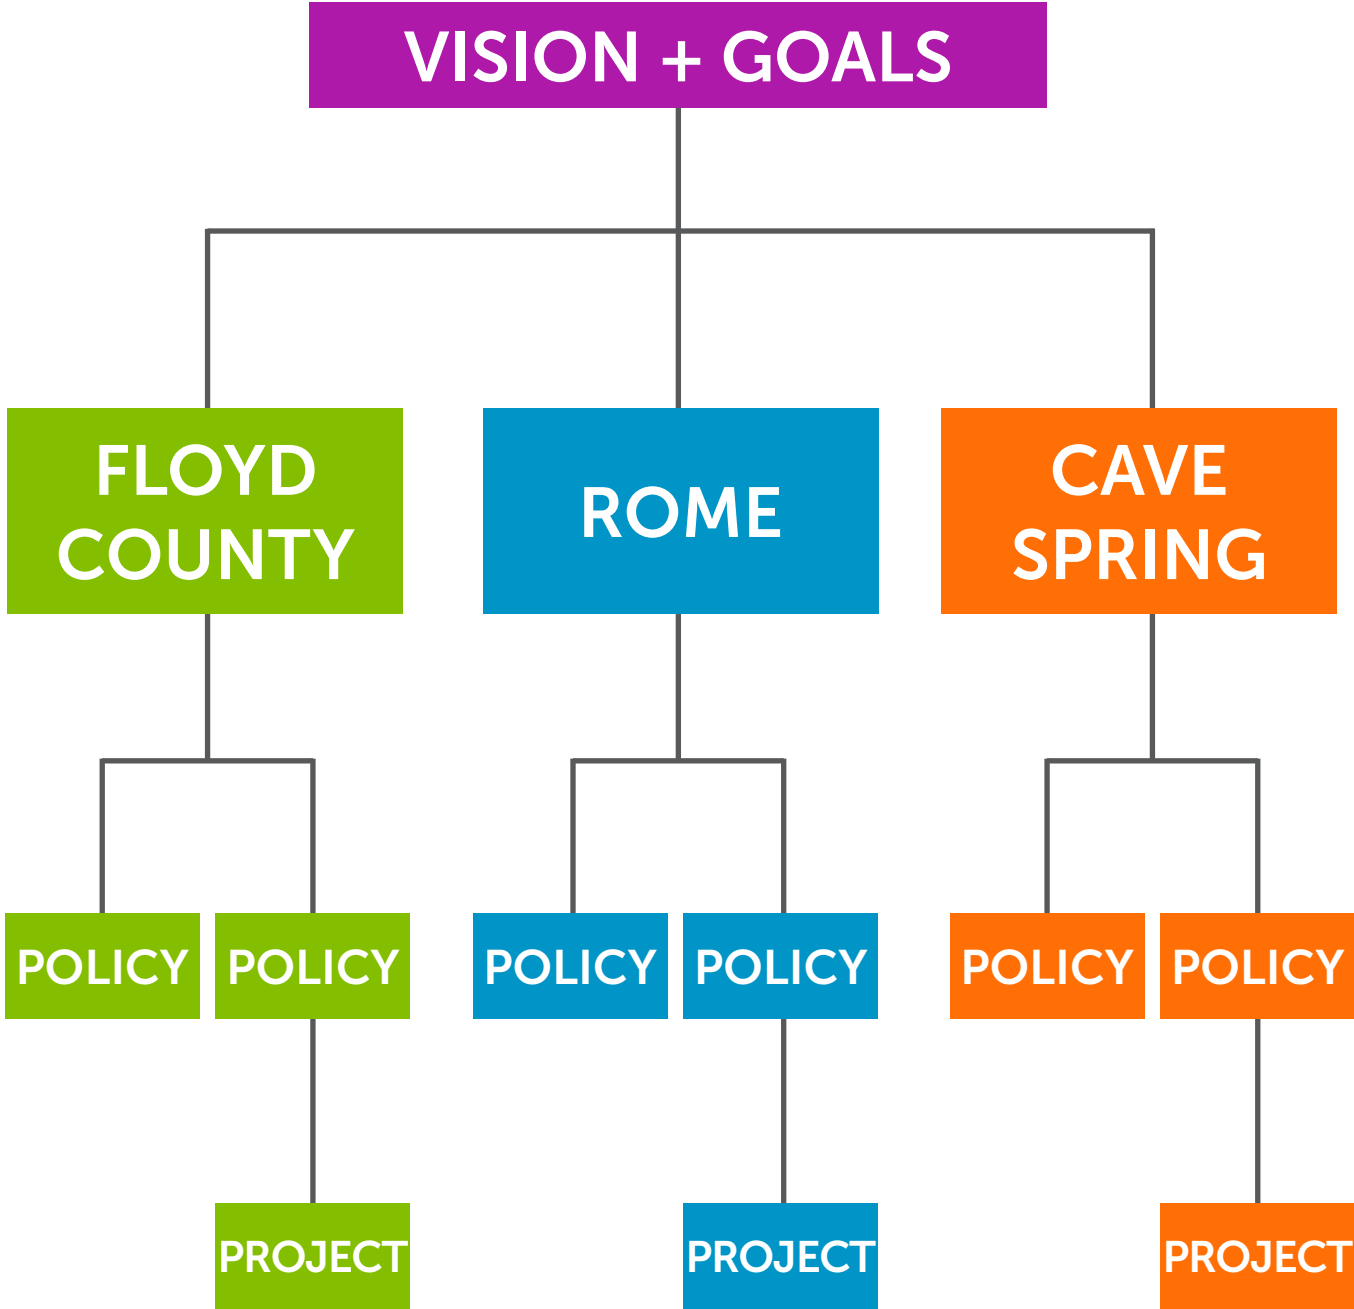 VISION + GOALS
FLOYD
COUNTY
ROME
CAVE
SPRING
POLICY
POLICY
POLICY
POLICY
POLICY
POLICY
PROJECT
PROJECT
PROJECT